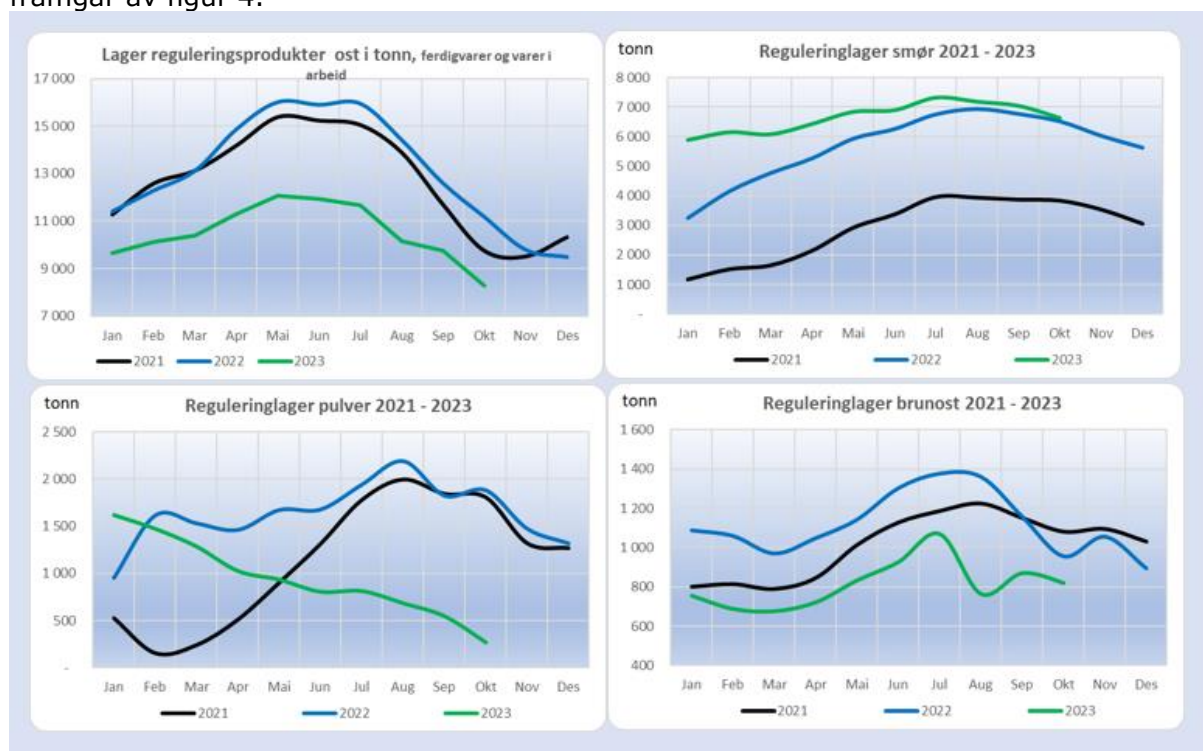 framgår av figur 4.
Lager reguleringsprodukter ost i tonn, ferdigvarer og varer i
arbeid
17 000
15 000
13 000
11 000
9 000
7 000
Jan Feb Mar Apr Mai Jun Jul Aug Sep Okt Nov Des
2021 2022 2023
tonn Reguleringlager smør 2021 - 2023
8 000
7 000
6 000
5 000
4 000
3 000
2 000
1 000
-
Jan Feb Mar Apr Mai Jun Jul Aug Sep Okt Nov Des
2021 2022 2023
tonn Reguleringlager pulver 2021 - 2023
2 500
2 000
1 500
1 000
500
-
Jan Feb Mar Apr Mai Jun Jul Aug Sep Okt Nov Des
2021 2022 2023
tonn Reguleringlager brunost 2021 - 2023
1 600
1 400
1 200
1 000
800
600
400
Jan Feb Mar Apr Mai Jun Jul Aug Sep Okt Nov Des
2021 2022 2023